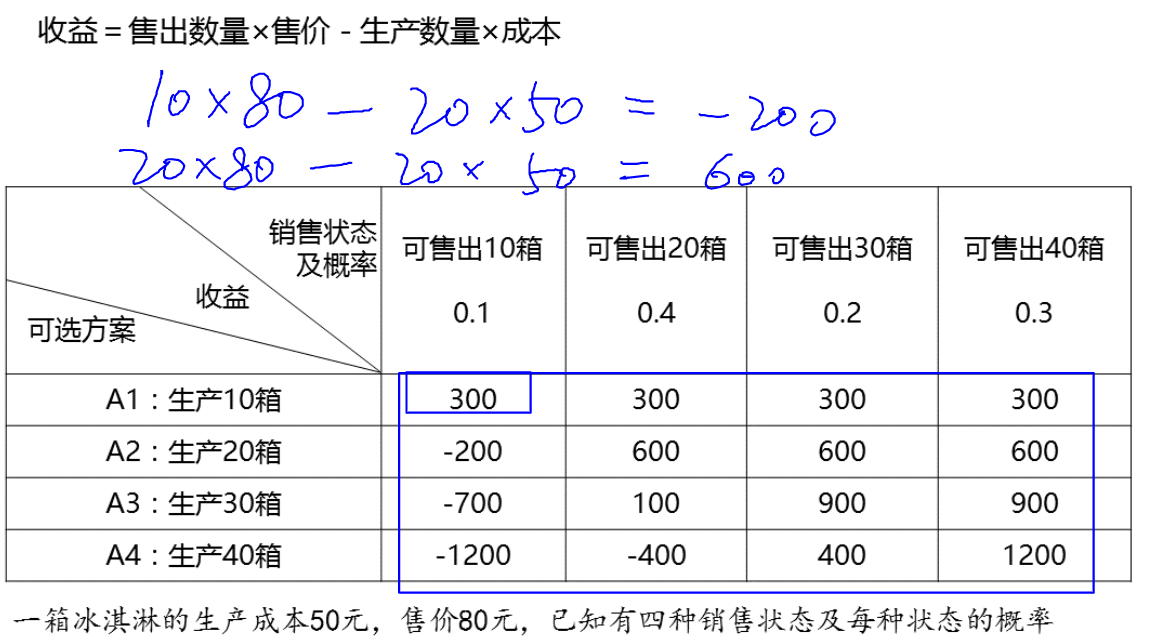 收益＝售出数量×售价 - 生产数量×成本
10×80 - 20×50 = -200
20×80 - 20×50 = 600
销售状态及概率
收益
可选方案
可售出10箱 可售出20箱 可售出30箱 可售出40箱
0.1 0.4 0.2 0.3
A1：生产10箱 300 300 300 300
A2：生产20箱 -200 600 600 600
A3：生产30箱 -700 100 900 900
A4：生产40箱 -1200 -400 400 1200
一箱冰淇淋的生产成本50元，售价80元，已知有四种销售状态及每种状态的概率